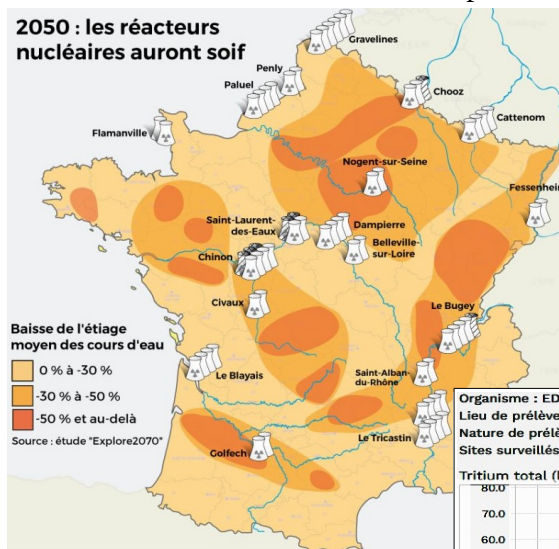 2050 : les réacteurs
nucléaires auront soif
Gravelines
Penly
Paluel
Chooz
Cattenom
Flamanville
Nogent-sur-Seine
Fessenheim
Saint-Laurent-
des-Eaux
Dampierre
Belleville-
sur-Loire
Chinon
Civaux
Le Bugey
Baisse de l'étiage
moyen des cours d'eau
0 % à -30 %
-30 % à -50 %
-50 % et au-delà
Source : étude "Explore2070"
Le Blayais
Saint-Alban-
du-Rhône
Golfech
Le Tricastin
Organisme : ED
Lieu de prélève
Nature de prélè
Sites surveillés
Tritium total (
80.0
70.0
60.0